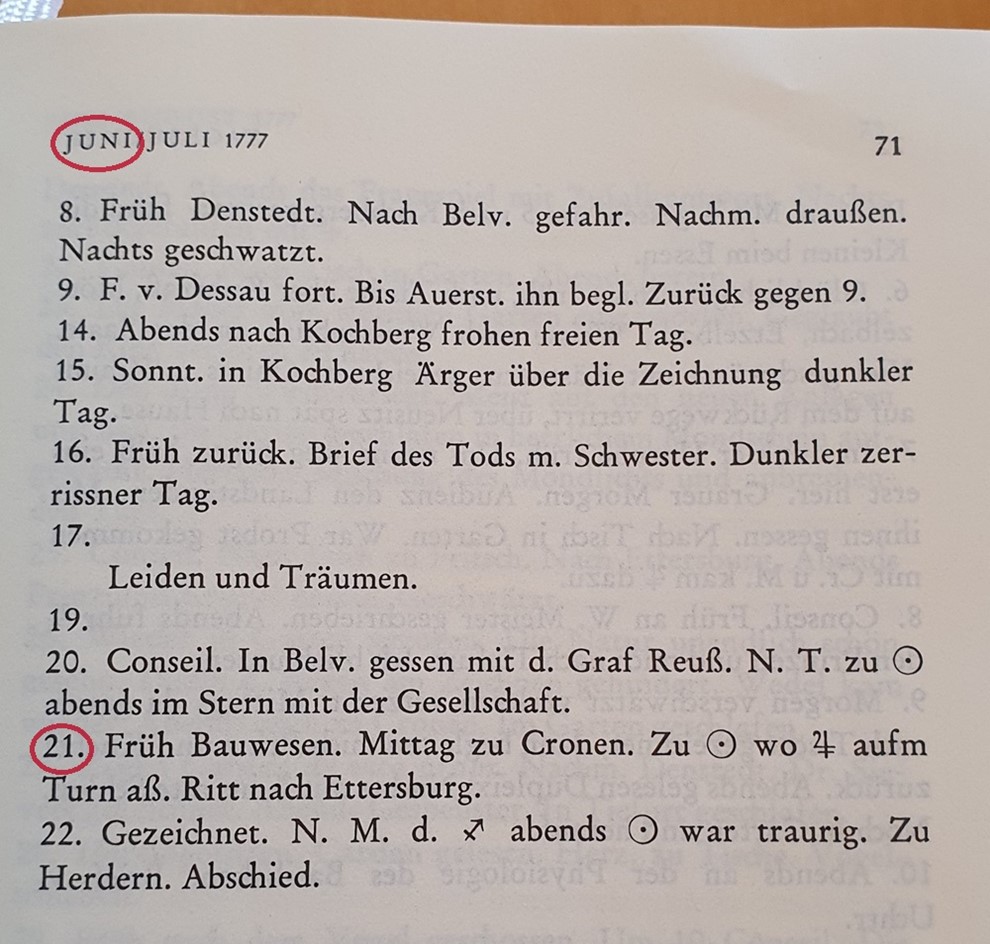 JUNI/JULI 1777 71
8. Früh Denstedt. Nach Belv. gefahr. Nachm. draußen.
Nachts geschwatzt.
9. F. v. Dessau fort. Bis Auerst. ihn begl. Zurück gegen 9.
14. Abends nach Kochberg frohen freien Tag.
15. Sonnt. in Kochberg Ärger über die Zeichnung dunkler
Tag.
16. Früh zurück. Brief des Tods m. Schwester. Dunkler zer-
rissner Tag.
17.
Leiden und Träumen.
19.
20. Conseil. In Belv. gessen mit d. Graf Reuß. N. T. zu ☉
abends im Stern mit der Gesellschaft.
21. Früh Bauwesen. Mittag zu Cronen. Zu ☉ wo ♃ aufm
Turn aß. Ritt nach Ettersburg.
22. Gezeichnet. N. M. d. ♐ abends ☉ war traurig. Zu
Herdern. Abschied.